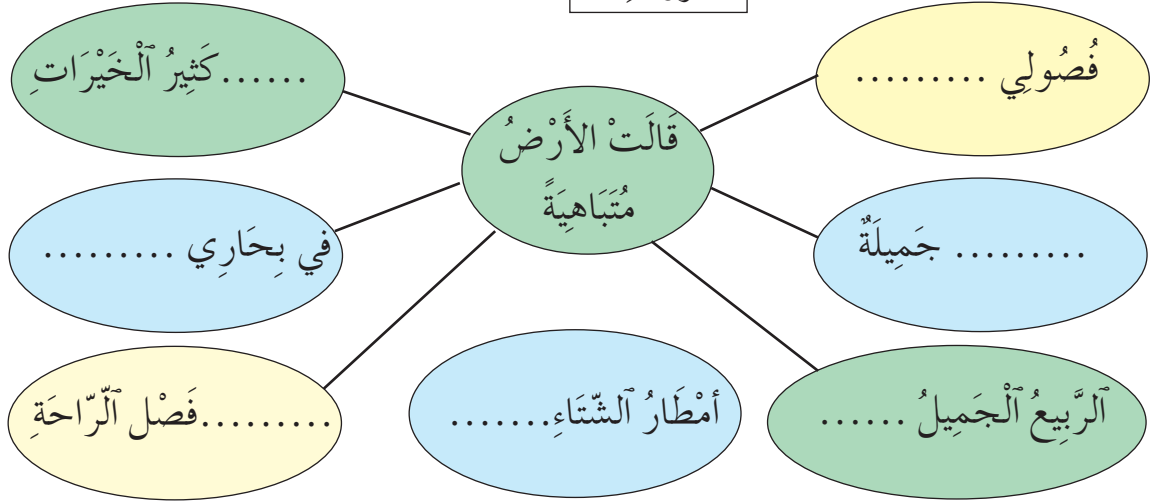 فُصُولِي .........
......كَثِيرُ ٱلْخَيْرَاتِ
قَالَتْ الأَرْضُ
مُتَبَاهِيَةً
......... جَمِيلَةٌ
في بِحَارِي .........
ٱلرَّبِيعُ ٱلْجَمِيلُ ......
أمْطَارُ ٱلشّتَاءِ.......
.........فَصْل ٱلرّاحَةِ